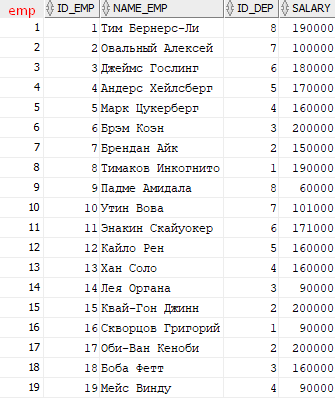 emp ID_EMP NAME_EMP ID_DEP SALARY
1 1 Тим Бернерс-Ли 8 190000
2 2 Овальный Алексей 7 100000
3 3 Джеймс Гослинг 6 180000
4 4 Андерс Хейлсберг 5 170000
5 5 Марк Цукерберг 4 160000
6 6 Брэм Коэн 3 200000
7 7 Брендан Айк 2 150000
8 8 Тимаков Инкогнито 1 190000
9 9 Падме Амидала 8 60000
10 10 Утин Вова 7 101000
11 11 Энакин Скайуокер 6 171000
12 12 Кайло Рен 5 160000
13 13 Хан Соло 4 160000
14 14 Лея Органа 3 90000
15 15 Квай-Гон Джинн 2 200000
16 16 Скворцов Григорий 1 90000
17 17 Оби-Ван Кеноби 2 200000
18 18 Боба Фетт 3 160000
19 19 Мейс Винду 4 90000